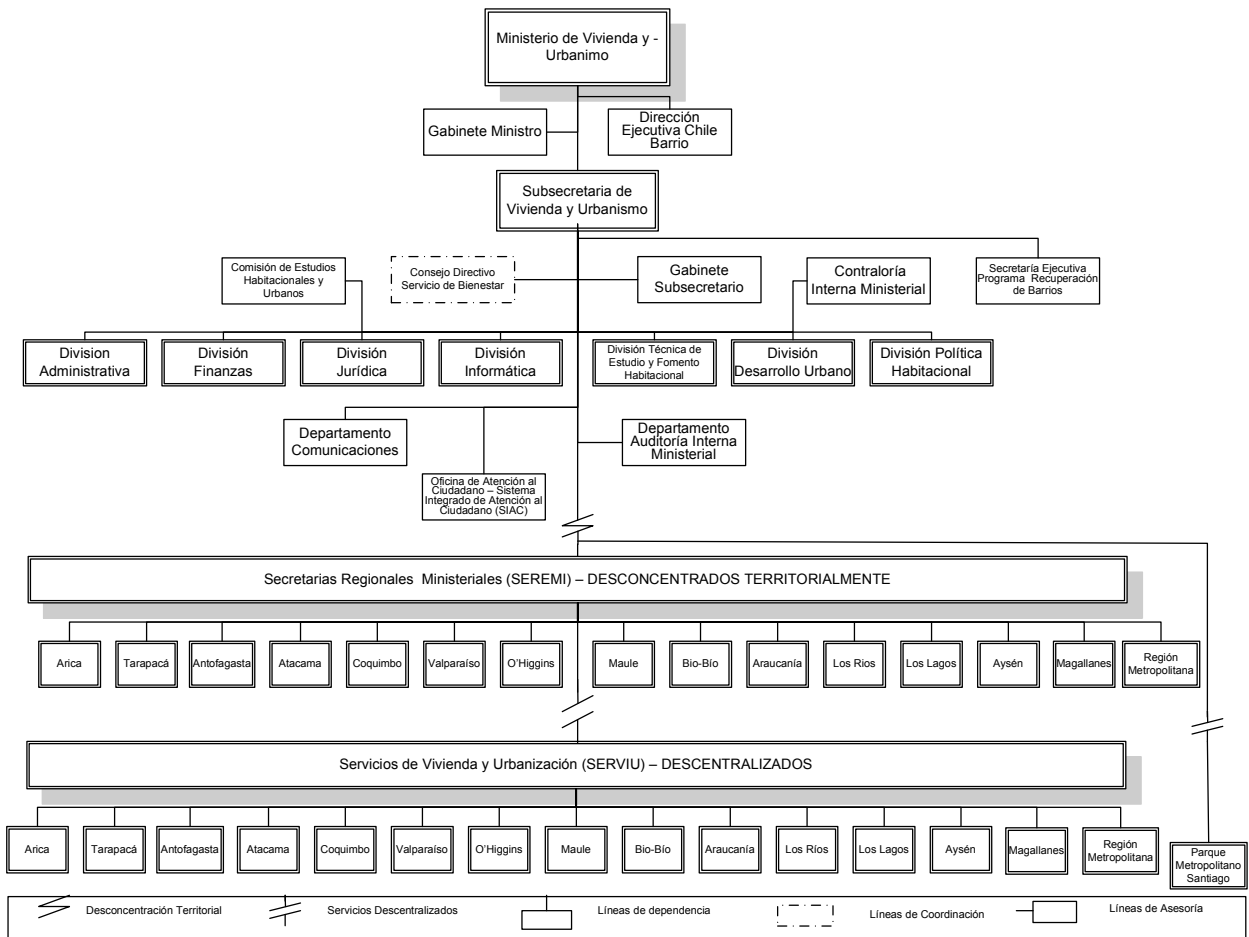 Ministerio de Vivienda y -
Urbanimo
Gabinete Ministro
Dirección
Ejecutiva Chile
Barrio
Subsecretaria de
Vivienda y Urbanismo
Comisión de Estudios
Habitacionales y
Urbanos
Consejo Directivo
Servicio de Bienestar
Gabinete
Subsecretario
Contraloría
Interna Ministerial
Secretaría Ejecutiva
Programa Recuperación
de Barrios
Division
Administrativa
División
Finanzas
División
Jurídica
División
Informática
División Técnica de
Estudio y Fomento
Habitacional
División
Desarrollo Urbano
División Política
Habitacional
Departamento
Comunicaciones
Departamento
Auditoría Interna
Ministerial
Oficina de Atención al
Ciudadano – Sistema
Integrado de Atención al
Ciudadano (SIAC)
Secretarias Regionales Ministeriales (SEREMI) – DESCONCENTRADOS TERRITORIALMENTE
Arica
Tarapacá
Antofagasta
Atacama
Coquimbo
Valparaíso
O'Higgins
Maule
Bio-Bío
Araucanía
Los Rios
Los Lagos
Aysén
Magallanes
Región
Metropolitana
Servicios de Vivienda y Urbanización (SERVIU) – DESCENTRALIZADOS
Arica
Tarapacá
Antofagasta
Atacama
Coquimbo
Valparaíso
O'Higgins
Maule
Bio-Bío
Araucanía
Los Ríos
Los Lagos
Aysén
Magallanes
Región
Metropolitana
Parque
Metropolitano
Santiago
Desconcentración Territorial
Servicios Descentralizados
Líneas de dependencia
Líneas de Coordinación
Líneas de Asesoría